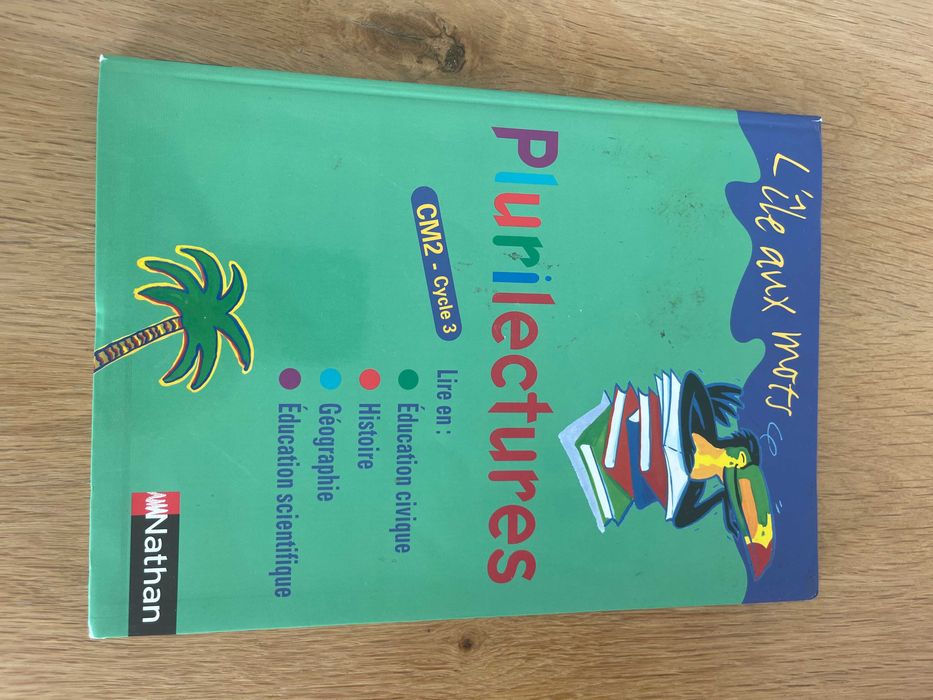 L'île aux mots
Plurilectures
CM2 - Cycle 3
Lire en :
Éducation civique
Histoire
Géographie
Éducation scientifique
Nathan